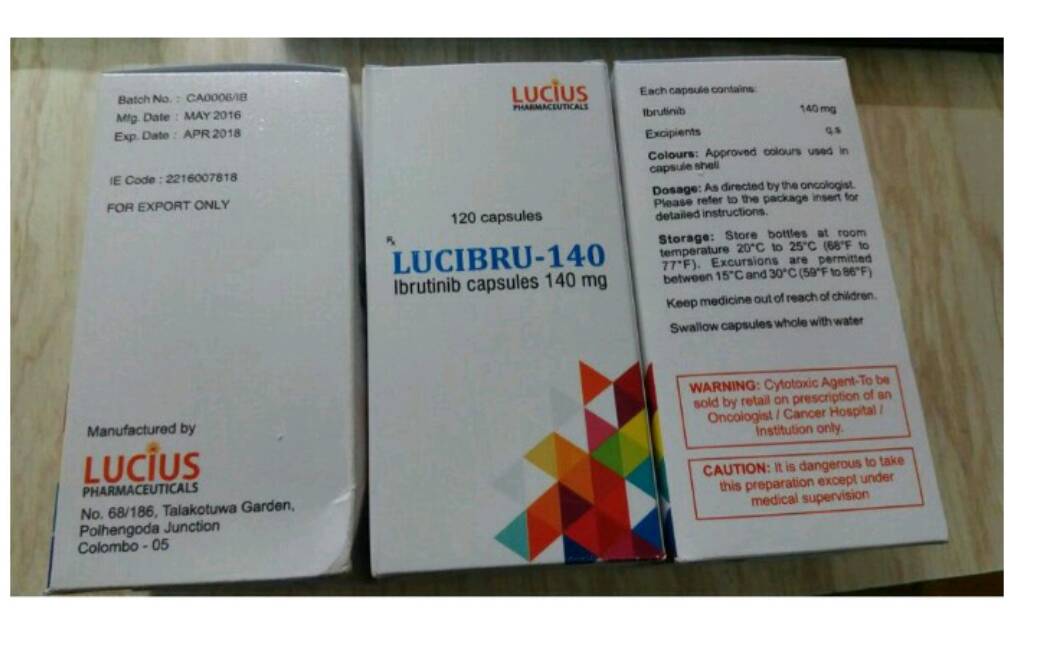 Batch No. : CA0006/IB
Mfg. Date : MAY 2016
Exp. Date : APR 2018
IE Code : 2216007818
FOR EXPORT ONLY
Manufactured by
LUCIUS
PHARMACEUTICALS
No. 68/186, Talakotuwa Garden,
Polhengoda Junction
Colombo - 05
LUCIUS
PHARMACEUTICALS
120 capsules
Rx
LUCIBRU-140
Ibrutinib capsules 140 mg
Each capsule contains:
Ibrutinib 140 mg
Excipients q.s
Colours: Approved colours used in
capsule shell
Dosage: As directed by the oncologist.
Please refer to the package insert for
detailed instructions.
Storage: Store bottles at room
temperature 20°C to 25°C (68°F to
77°F). Excursions are permitted
between 15°C and 30°C (59°F to 86°F)
Keep medicine out of reach of children.
Swallow capsules whole with water
WARNING: Cytotoxic Agent-To be
sold by retail on prescription of an
Oncologist / Cancer Hospital /
Institution only.
CAUTION: It is dangerous to take
this preparation except under
medical supervision